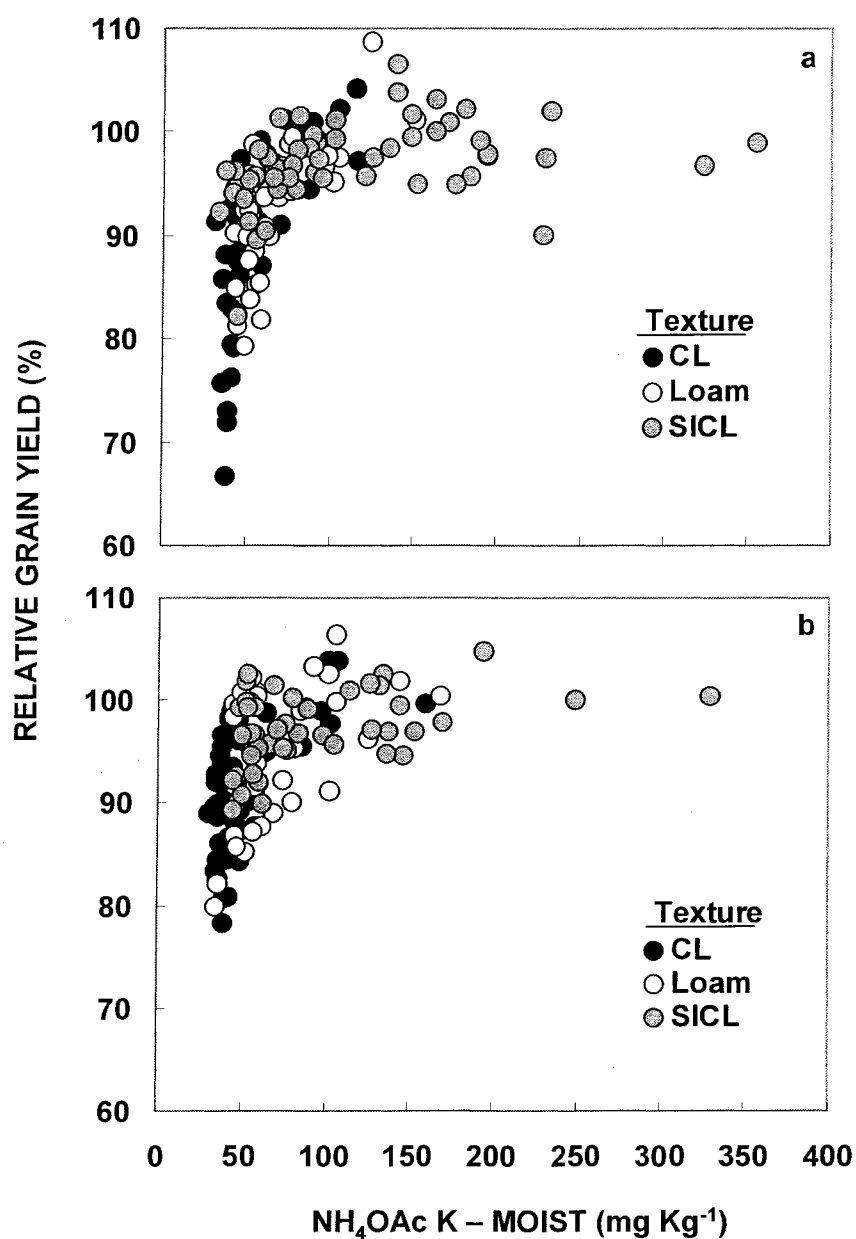 RELATIVE GRAIN YIELD (%)
110
100
90
80
70
60
a
Texture
CL
Loam
SICL
110
100
90
80
70
60
b
Texture
CL
Loam
SICL
0 50 100 150 200 250 300 350 400
NH₄OAc K – MOIST (mg Kg⁻¹)